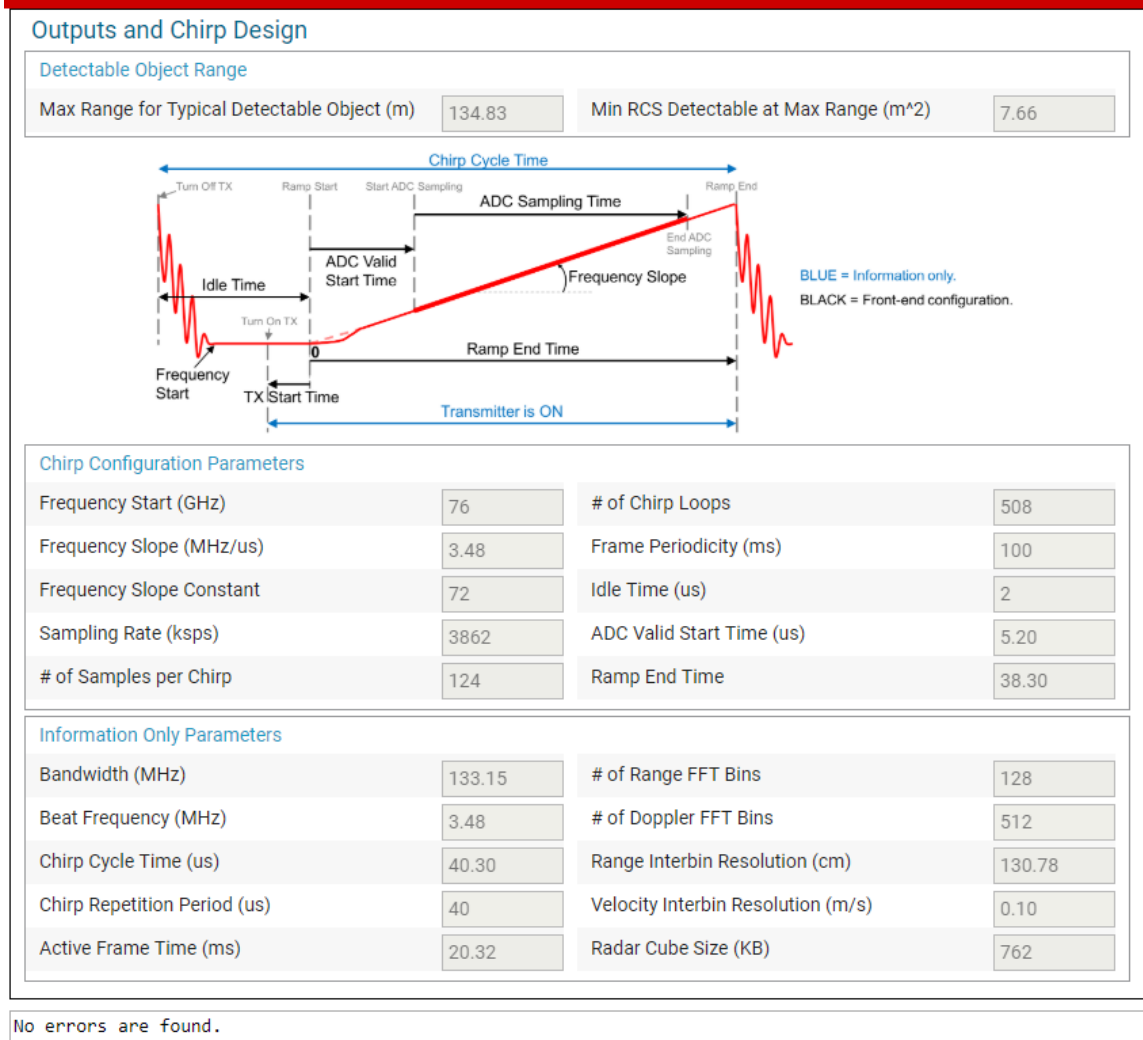 Outputs and Chirp Design
Detectable Object Range
Max Range for Typical Detectable Object (m) 134.83 Min RCS Detectable at Max Range (m^2) 7.66
Chirp Cycle Time
Turn Off TX Ramp Start Start ADC Sampling Ramp End
ADC Sampling Time
End ADC
Sampling
ADC Valid
Start Time
Frequency Slope
Idle Time
BLUE = Information only.
BLACK = Front-end configuration.
Turn On TX
0
Ramp End Time
Frequency
Start
TX Start Time
Transmitter is ON
Chirp Configuration Parameters
Frequency Start (GHz) 76 # of Chirp Loops 508
Frequency Slope (MHz/us) 3.48 Frame Periodicity (ms) 100
Frequency Slope Constant 72 Idle Time (us) 2
Sampling Rate (ksps) 3862 ADC Valid Start Time (us) 5.20
# of Samples per Chirp 124 Ramp End Time 38.30
Information Only Parameters
Bandwidth (MHz) 133.15 # of Range FFT Bins 128
Beat Frequency (MHz) 3.48 # of Doppler FFT Bins 512
Chirp Cycle Time (us) 40.30 Range Interbin Resolution (cm) 130.78
Chirp Repetition Period (us) 40 Velocity Interbin Resolution (m/s) 0.10
Active Frame Time (ms) 20.32 Radar Cube Size (KB) 762
No errors are found.